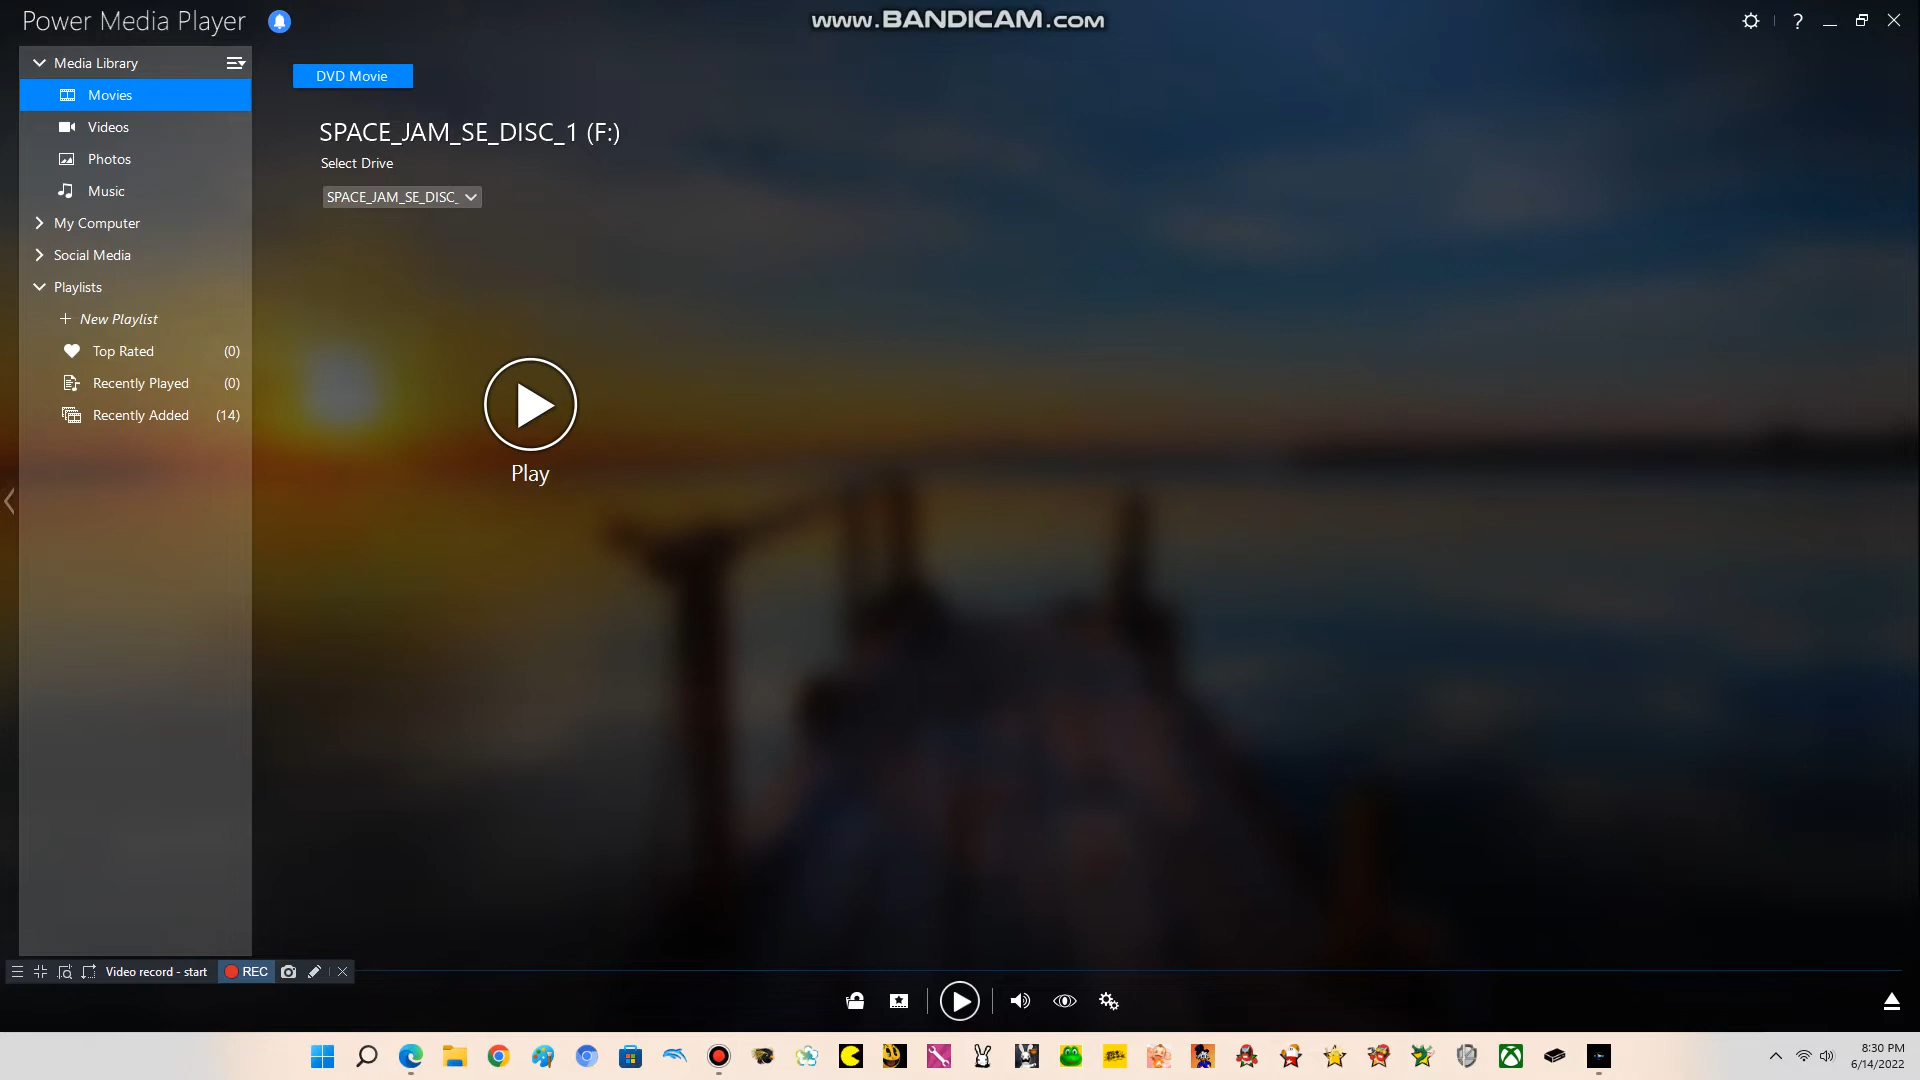 Power Media Player
www.BANDICAM.com
?
Media Library
Movies
Videos
Photos
Music
My Computer
Social Media
Playlists
New Playlist
Top Rated (0)
Recently Played (0)
Recently Added (14)
DVD Movie
SPACE_JAM_SE_DISC_1 (F:)
Select Drive
SPACE_JAM_SE_DISC_
Play
Video record - start
REC
8:30 PM
6/14/2022